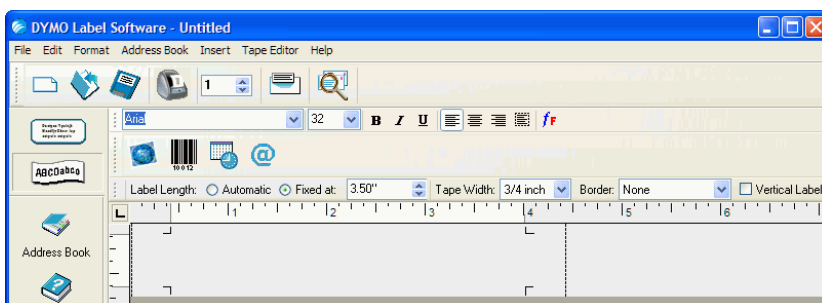 DYMO Label Software - Untitled
File Edit Format Address Book Insert Tape Editor Help
1
Arial 32 B I U fF
10012
ABCDabcd
Label Length: Automatic Fixed at: 3.50" Tape Width: 3/4 inch Border: None Vertical Label
1 2 3 4 5 6
Address Book